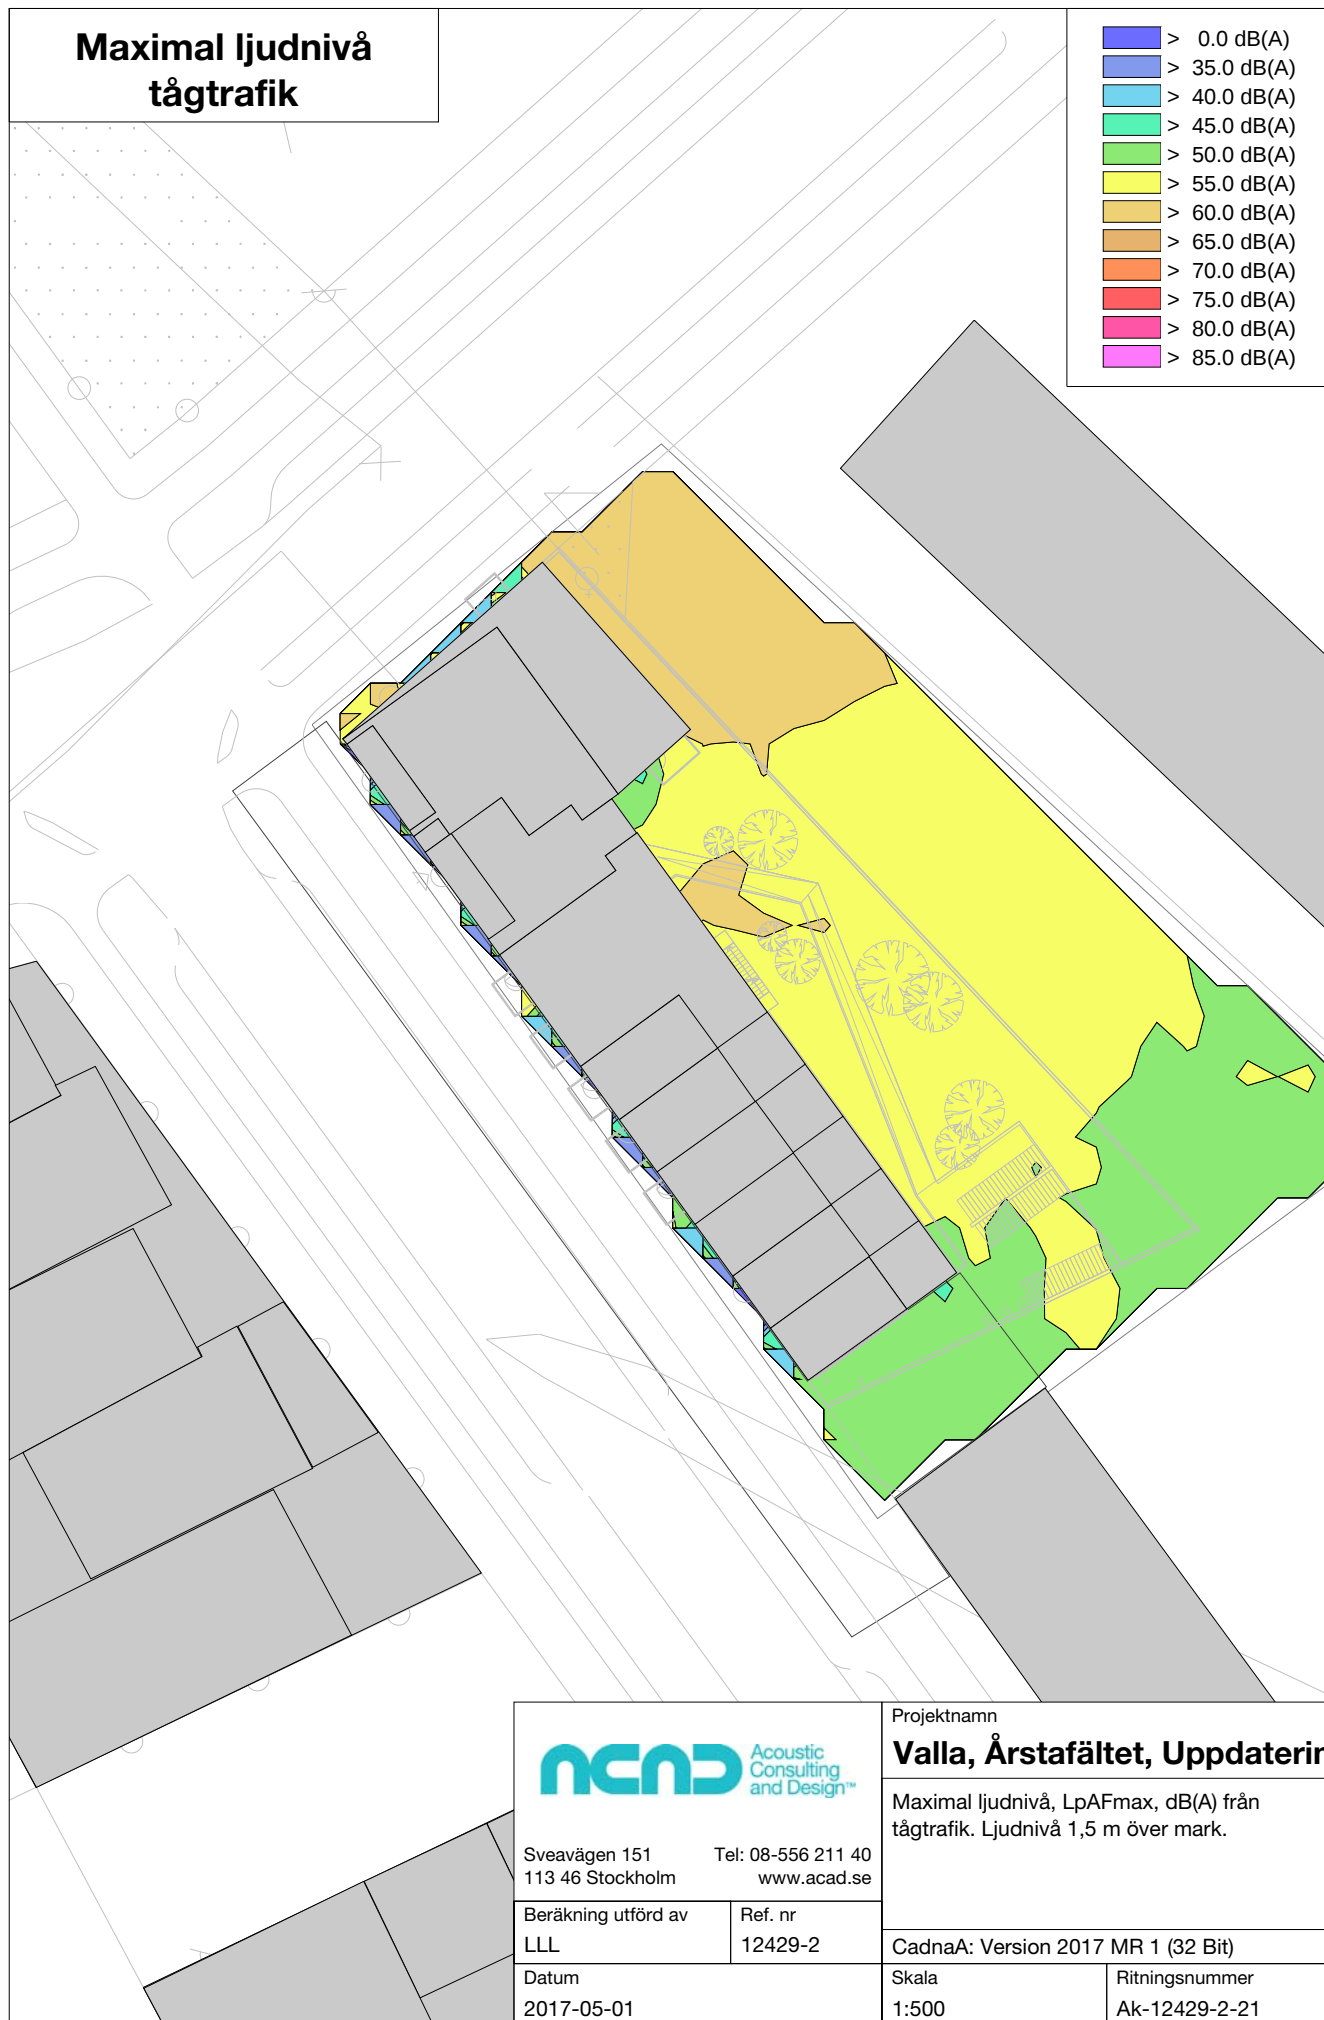 Maximal ljudnivå
tågtrafik
> 0.0 dB(A)
> 35.0 dB(A)
> 40.0 dB(A)
> 45.0 dB(A)
> 50.0 dB(A)
> 55.0 dB(A)
> 60.0 dB(A)
> 65.0 dB(A)
> 70.0 dB(A)
> 75.0 dB(A)
> 80.0 dB(A)
> 85.0 dB(A)
ACAD
Acoustic
Consulting
and Design™
Sveavägen 151
113 46 Stockholm
Tel: 08-556 211 40
www.acad.se
Beräkning utförd av
LLL
Ref. nr
12429-2
Datum
2017-05-01
Projektnamn
Valla, Årstafältet, Uppdaterin
Maximal ljudnivå, LpAFmax, dB(A) från
tågtrafik. Ljudnivå 1,5 m över mark.
CadnaA: Version 2017 MR 1 (32 Bit)
Skala
1:500
Ritningsnummer
Ak-12429-2-21